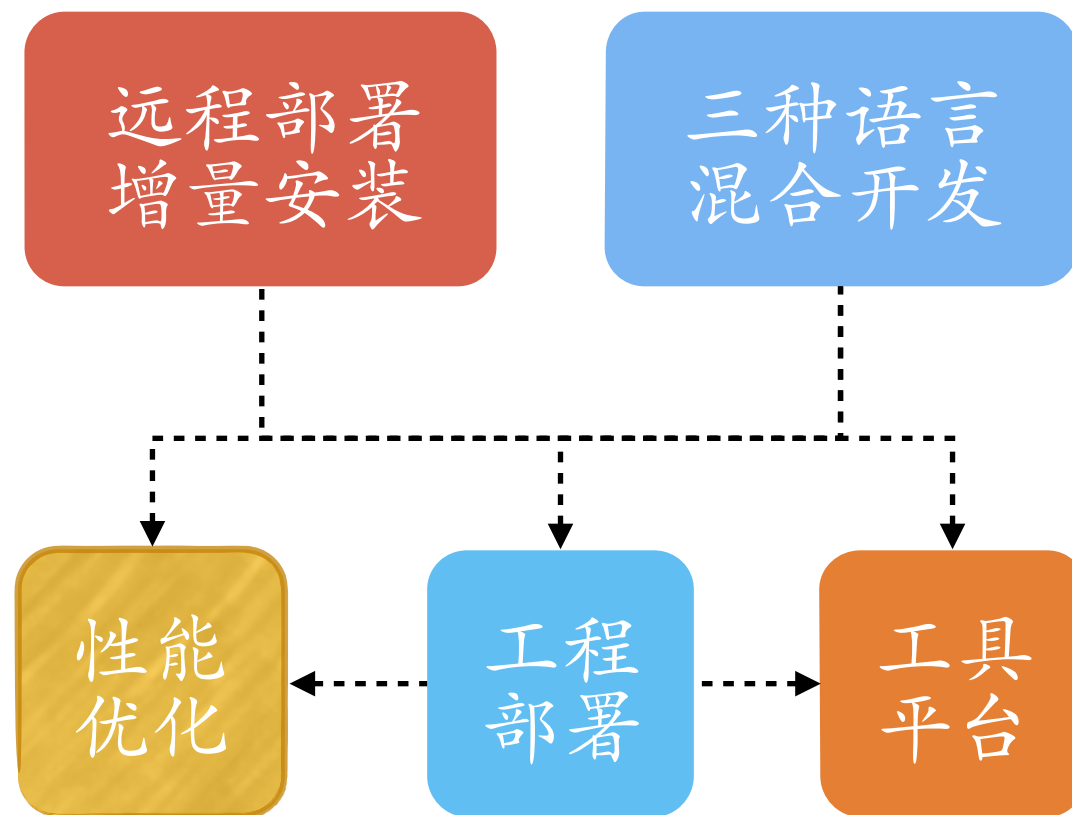 远程部署
增量安装
三种语言
混合开发
性能
优化
工程
部署
工具
平台